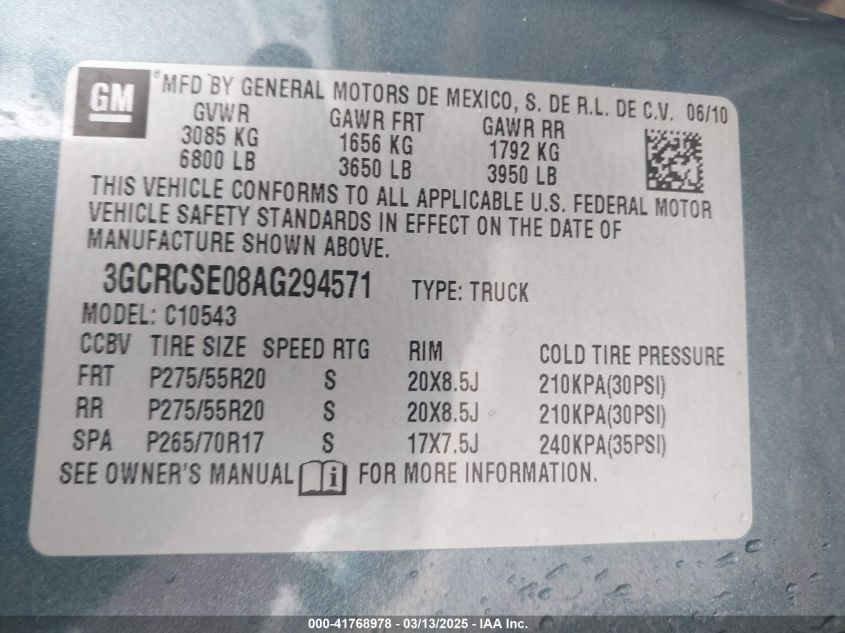 GM
® MFD BY GENERAL MOTORS DE MEXICO, S. DE R.L. DE C.V. 06/10
GVWR GAWR FRT GAWR RR
3085 KG 1656 KG 1792 KG
6800 LB 3650 LB 3950 LB
THIS VEHICLE CONFORMS TO ALL APPLICABLE U.S. FEDERAL MOTOR
VEHICLE SAFETY STANDARDS IN EFFECT ON THE DATE OF
MANUFACTURE SHOWN ABOVE.
3GCRCSE08AG294571 TYPE: TRUCK
MODEL: C10543
CCBV TIRE SIZE SPEED RTG RIM COLD TIRE PRESSURE
FRT P275/55R20 S 20X8.5J 210KPA(30PSI)
RR P275/55R20 S 20X8.5J 210KPA(30PSI)
SPA P265/70R17 S 17X7.5J 240KPA(35PSI)
SEE OWNER'S MANUAL i FOR MORE INFORMATION.
000-41768978 - 03/13/2025 - IAA Inc.